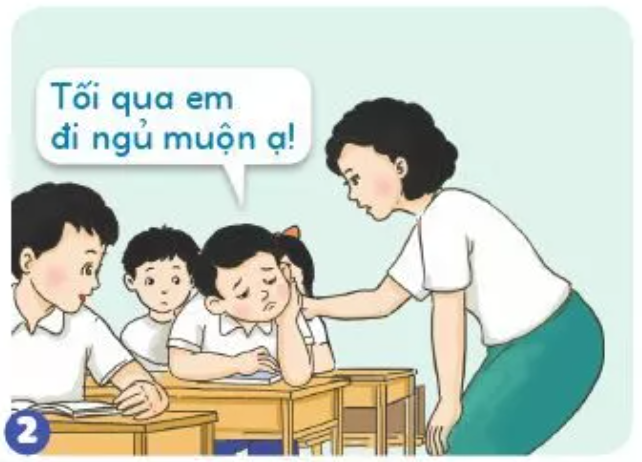 Tối qua em
đi ngủ muộn ạ!
2